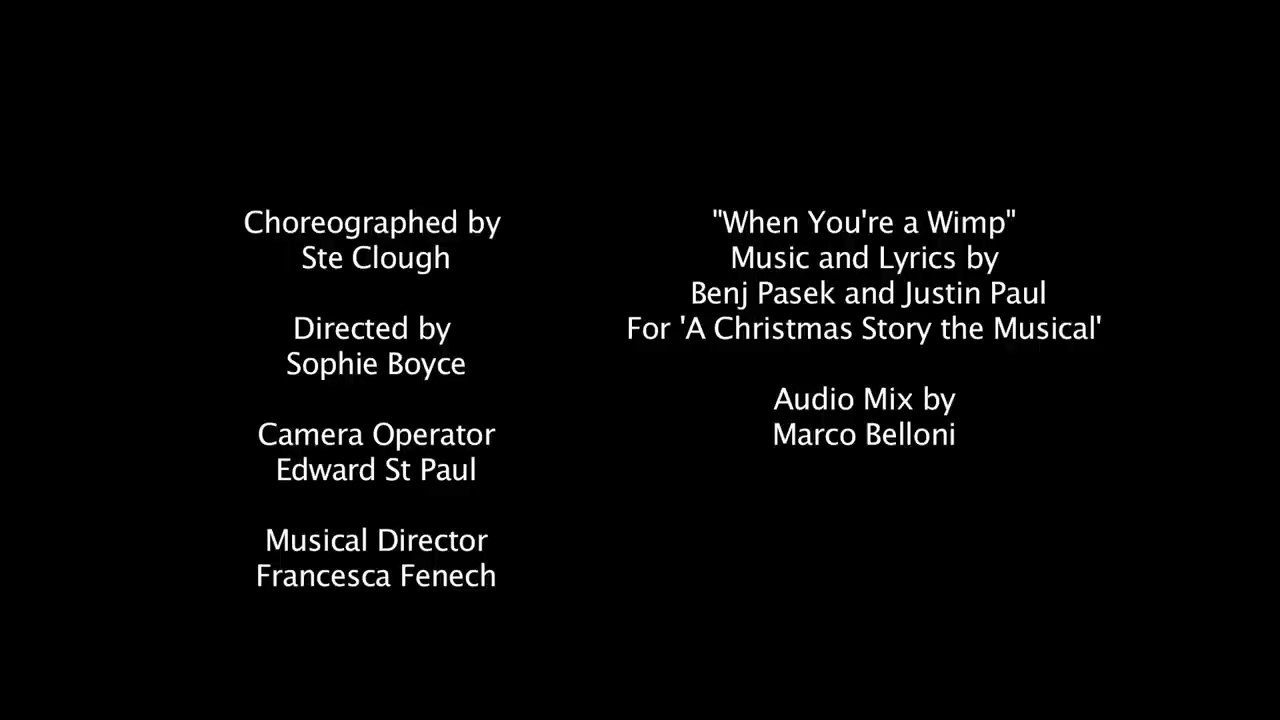 Choreographed by
Ste Clough
Directed by
Sophie Boyce
Camera Operator
Edward St Paul
Musical Director
Francesca Fenech
"When You're a Wimp"
Music and Lyrics by
Benj Pasek and Justin Paul
For 'A Christmas Story the Musical'
Audio Mix by
Marco Belloni